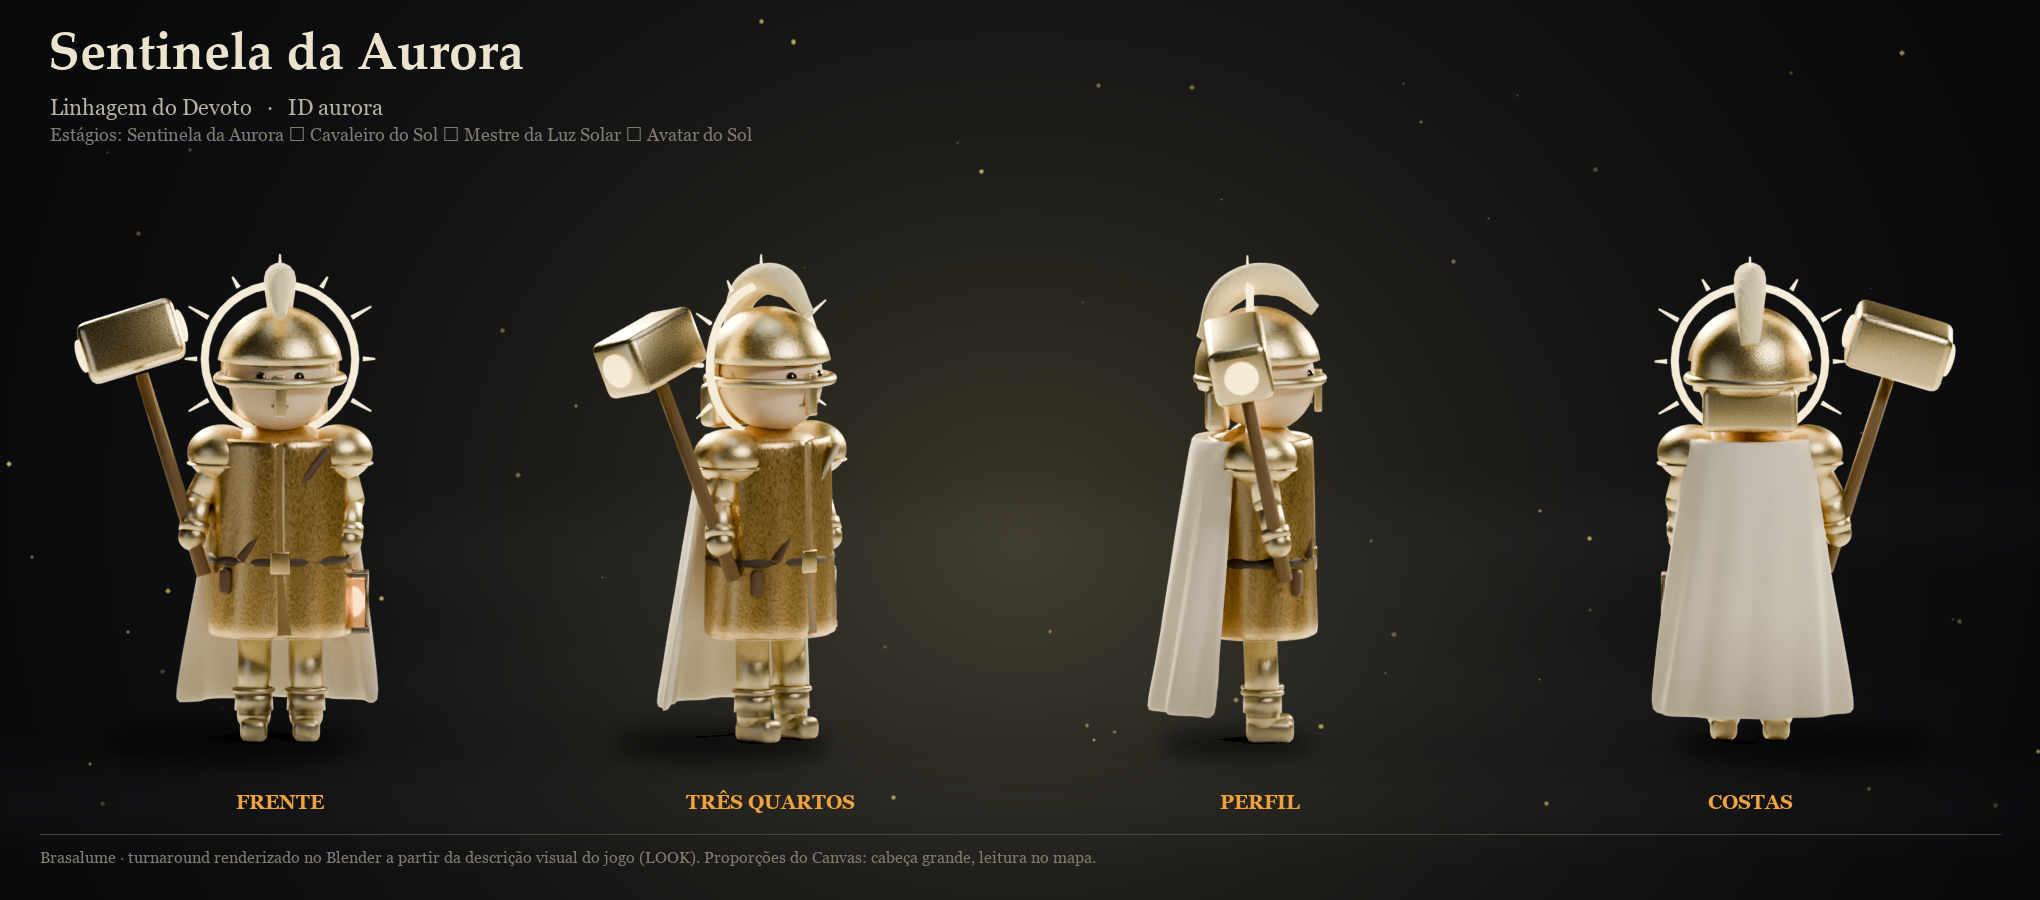 Sentinela da Aurora
Linhagem do Devoto · ID aurora
Estágios: Sentinela da Aurora □ Cavaleiro do Sol □ Mestre da Luz Solar □ Avatar do Sol
FRENTE
TRÊS QUARTOS
PERFIL
COSTAS
Brasalume · turnaround renderizado no Blender a partir da descrição visual do jogo (LOOK). Proporções do Canvas: cabeça grande, leitura no mapa.